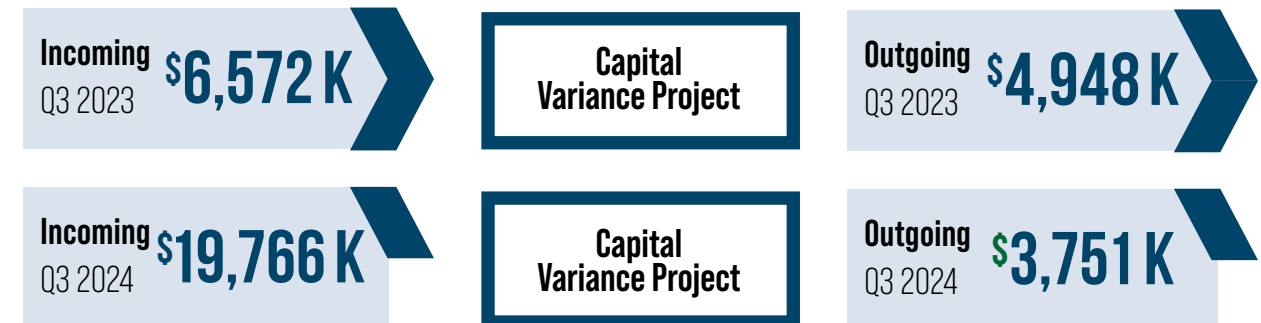 Incoming
Q3 2023
$6,572 K
Capital
Variance Project
Outgoing
Q3 2023
$4,948 K
Incoming
Q3 2024
$19,766 K
Capital
Variance Project
Outgoing
Q3 2024
$3,751 K